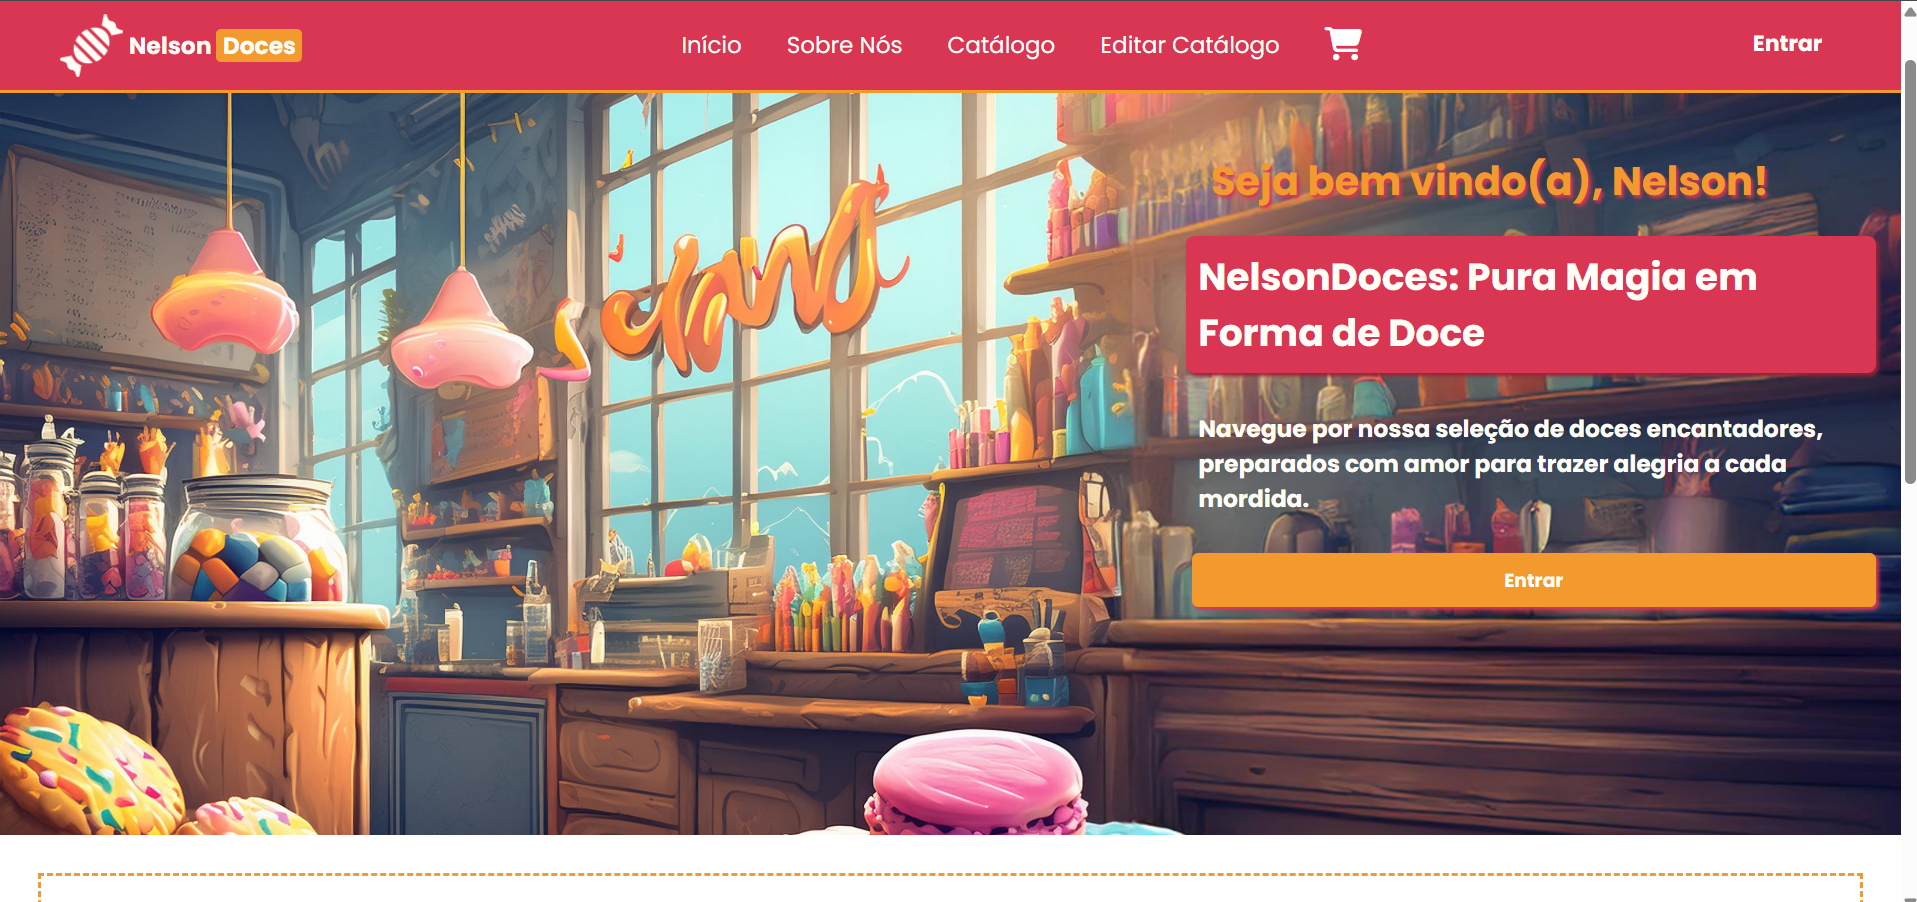 Nelson Doces
Início
Sobre Nós
Catálogo
Editar Catálogo
Entrar
Seja bem vindo(a), Nelson!
NelsonDoces: Pura Magia em
Forma de Doce
Navegue por nossa seleção de doces encantadores,
preparados com amor para trazer alegria a cada
mordida.
Entrar